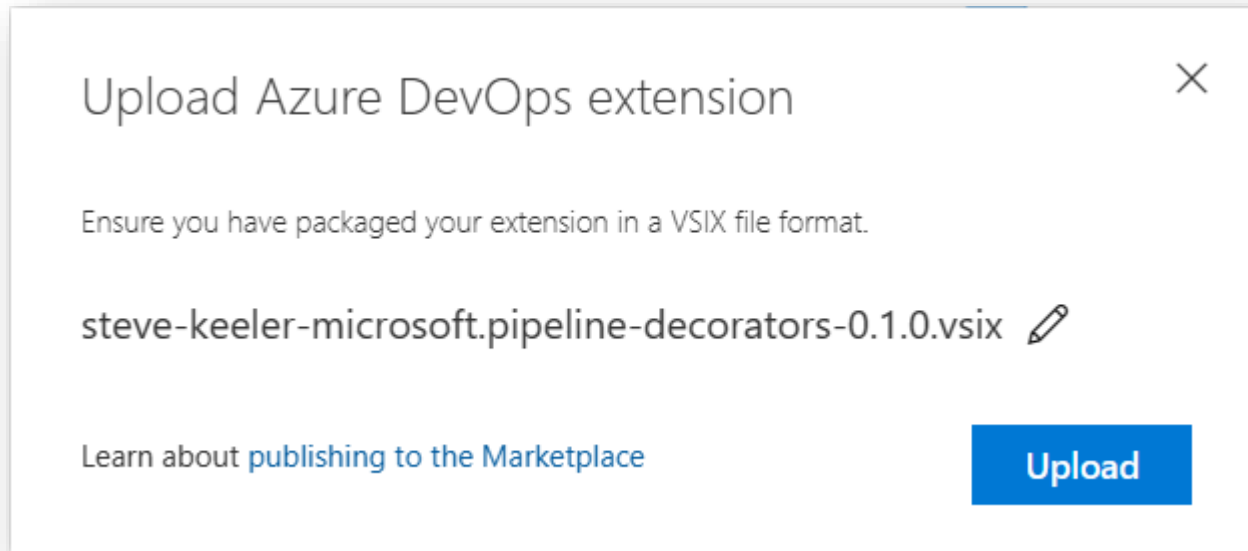 Upload Azure DevOps extension
Ensure you have packaged your extension in a VSIX file format.
steve-keeler-microsoft.pipeline-decorators-0.1.0.vsix
Learn about publishing to the Marketplace
Upload